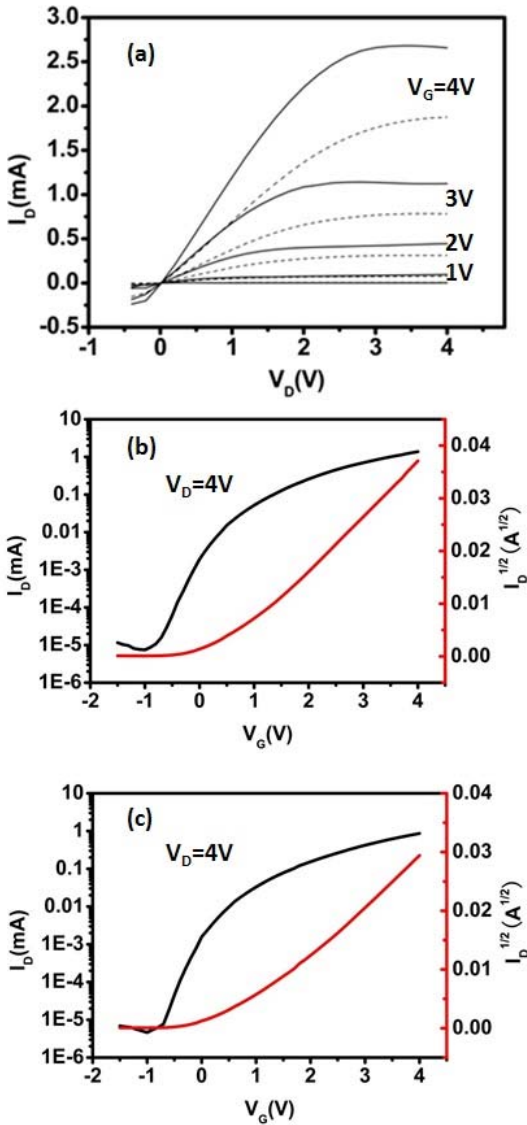 (a)
I_D(mA)
3.0
2.5
2.0
1.5
1.0
0.5
0.0
-0.5
V_G=4V
3V
2V
1V
-1 0 1 2 3 4
V_D(V)
(b)
V_D=4V
I_D(mA)
10
1
0.1
0.01
1E-3
1E-4
1E-5
1E-6
0.04
0.03
0.02
0.01
0.00
I_D^1/2(A^1/2)
-2 -1 0 1 2 3 4
V_G(V)
(c)
V_D=4V
I_D(mA)
10
1
0.1
0.01
1E-3
1E-4
1E-5
1E-6
0.04
0.03
0.02
0.01
0.00
I_D^1/2(A^1/2)
-2 -1 0 1 2 3 4
V_G(V)